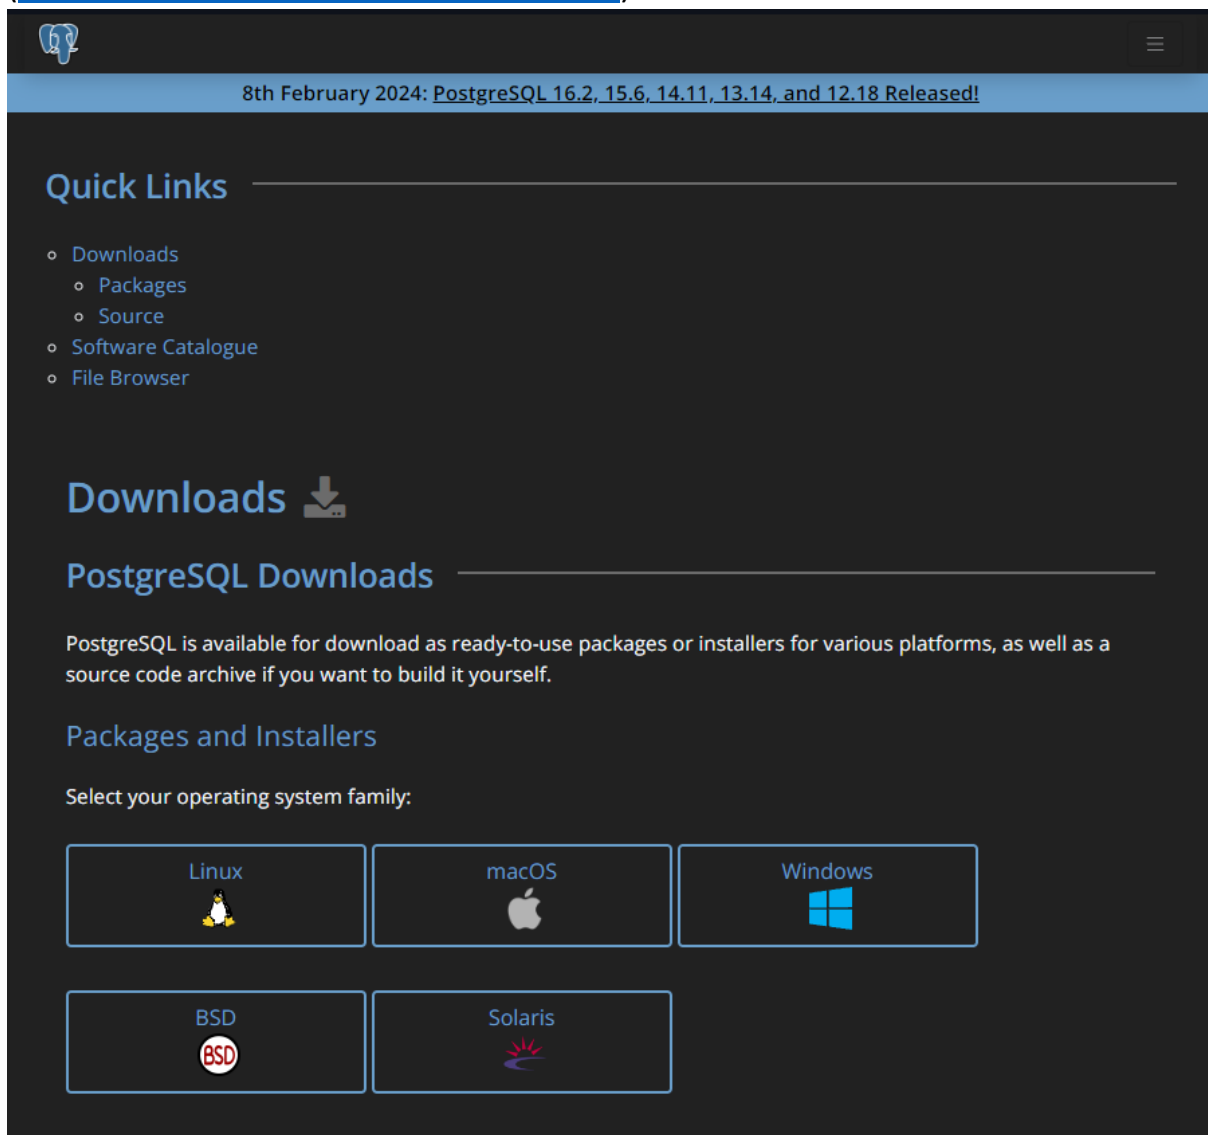 8th February 2024: PostgreSQL 16.2, 15.6, 14.11, 13.14, and 12.18 Released!
Quick Links
Downloads
Packages
Source
Software Catalogue
File Browser
Downloads
PostgreSQL Downloads
PostgreSQL is available for download as ready-to-use packages or installers for various platforms, as well as a
source code archive if you want to build it yourself.
Packages and Installers
Select your operating system family:
Linux
macOS
Windows
BSD
BSD
Solaris